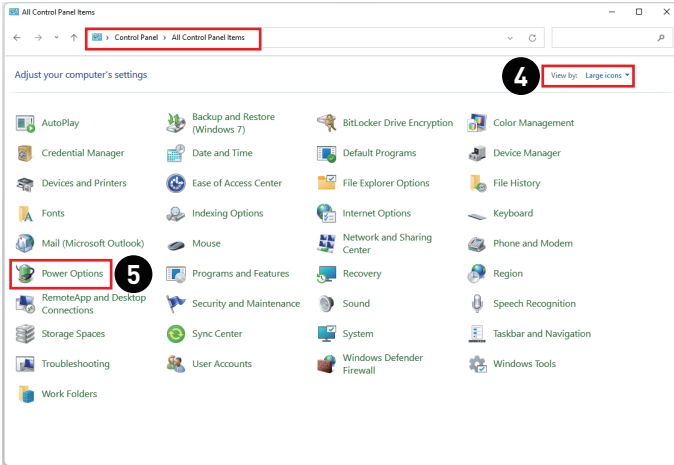 All Control Panel Items
Control Panel > All Control Panel Items
Adjust your computer's settings
4
View by: Large icons
AutoPlay
Backup and Restore
(Windows 7)
BitLocker Drive Encryption
Color Management
Credential Manager
Date and Time
Default Programs
Device Manager
Devices and Printers
Ease of Access Center
File Explorer Options
File History
Fonts
Indexing Options
Internet Options
Keyboard
Mail (Microsoft Outlook)
Mouse
Network and Sharing
Center
Phone and Modem
Power Options
5
Programs and Features
Recovery
Region
RemoteApp and Desktop
Connections
Security and Maintenance
Sound
Speech Recognition
Storage Spaces
Sync Center
System
Taskbar and Navigation
Troubleshooting
User Accounts
Windows Defender
Firewall
Windows Tools
Work Folders